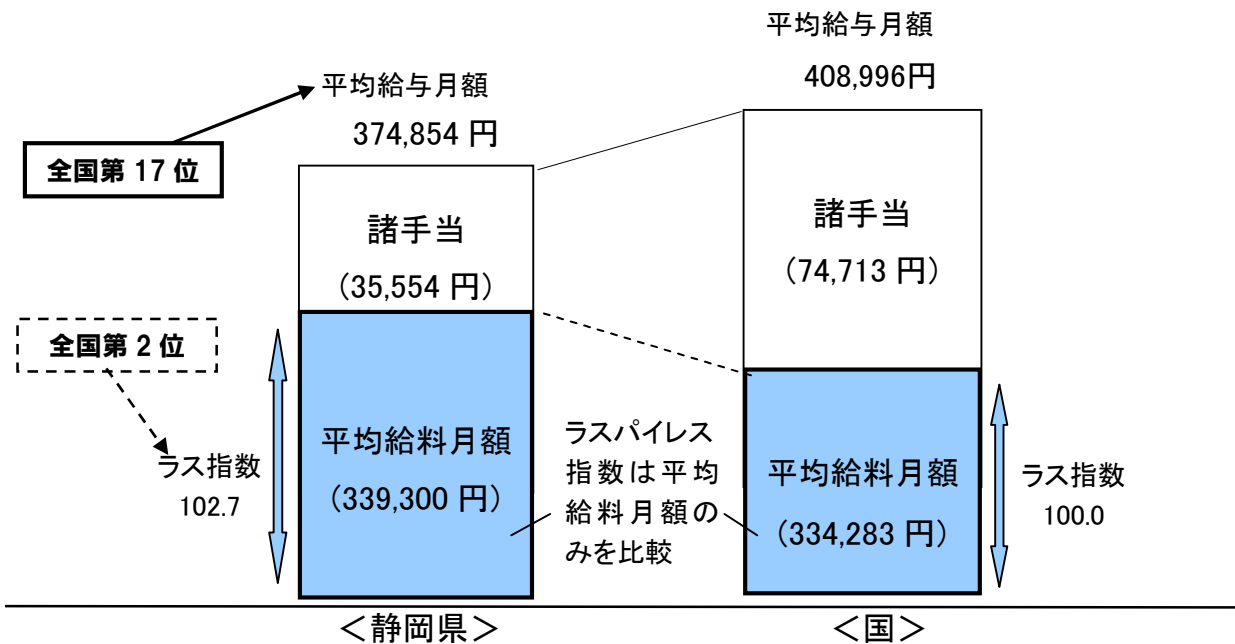 平均給与月額
408,996円
平均給与月額
374,854 円
全国第 17 位
諸手当
（35,554 円）
諸手当
（74,713 円）
全国第 2 位
ラス指数
102.7
平均給料月額
（339,300 円）
ラスパイレス
指数は平均
給料月額の
みを比較
平均給料月額
（334,283 円）
ラス指数
100.0
＜静岡県＞
＜国＞